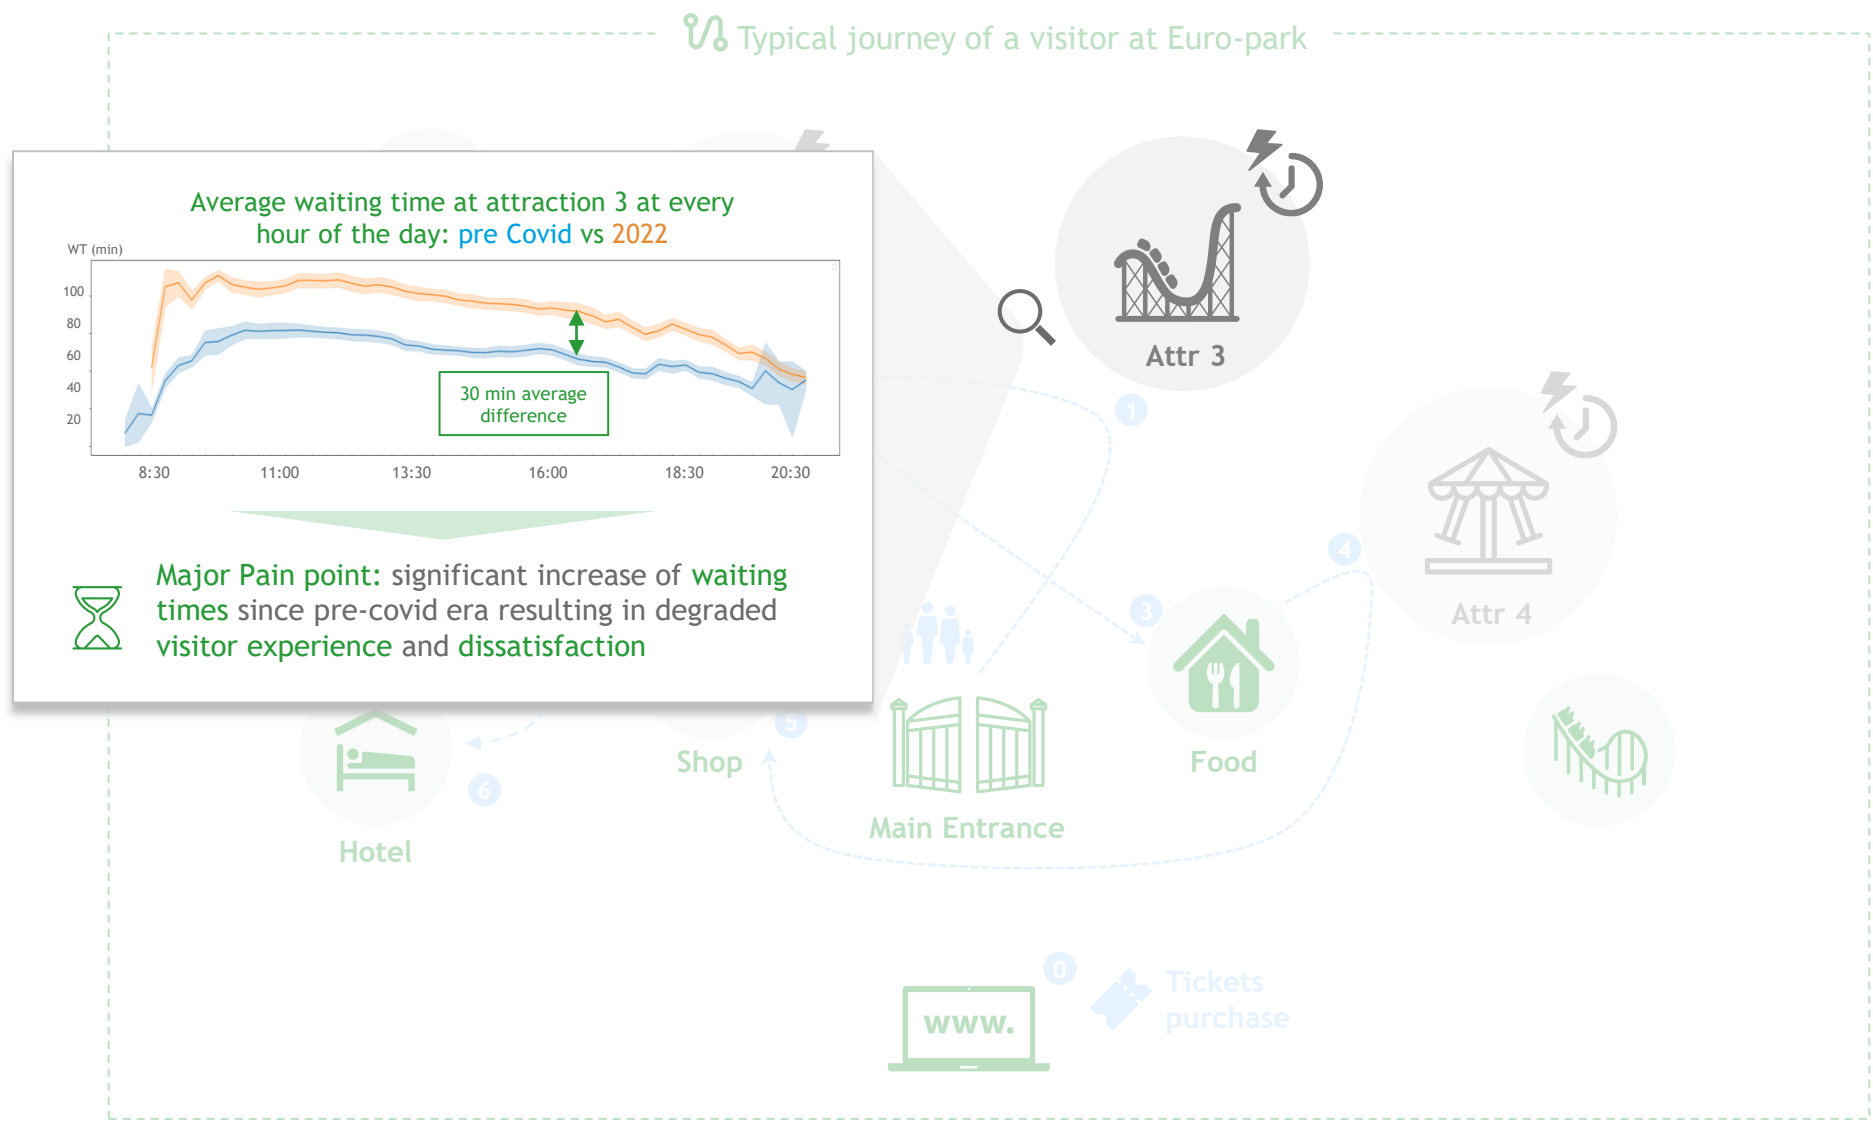 Typical journey of a visitor at Euro-park
Average waiting time at attraction 3 at every
hour of the day: pre Covid vs 2022
WT (min)
100
80
60
40
20
30 min average
difference
8:30 11:00 13:30 16:00 18:30 20:30
Major Pain point: significant increase of waiting
times since pre-covid era resulting in degraded
visitor experience and dissatisfaction
Attr 3
1
4
Attr 4
3
Food
5
Shop
Main Entrance
6
Hotel
0
Tickets
purchase
www.